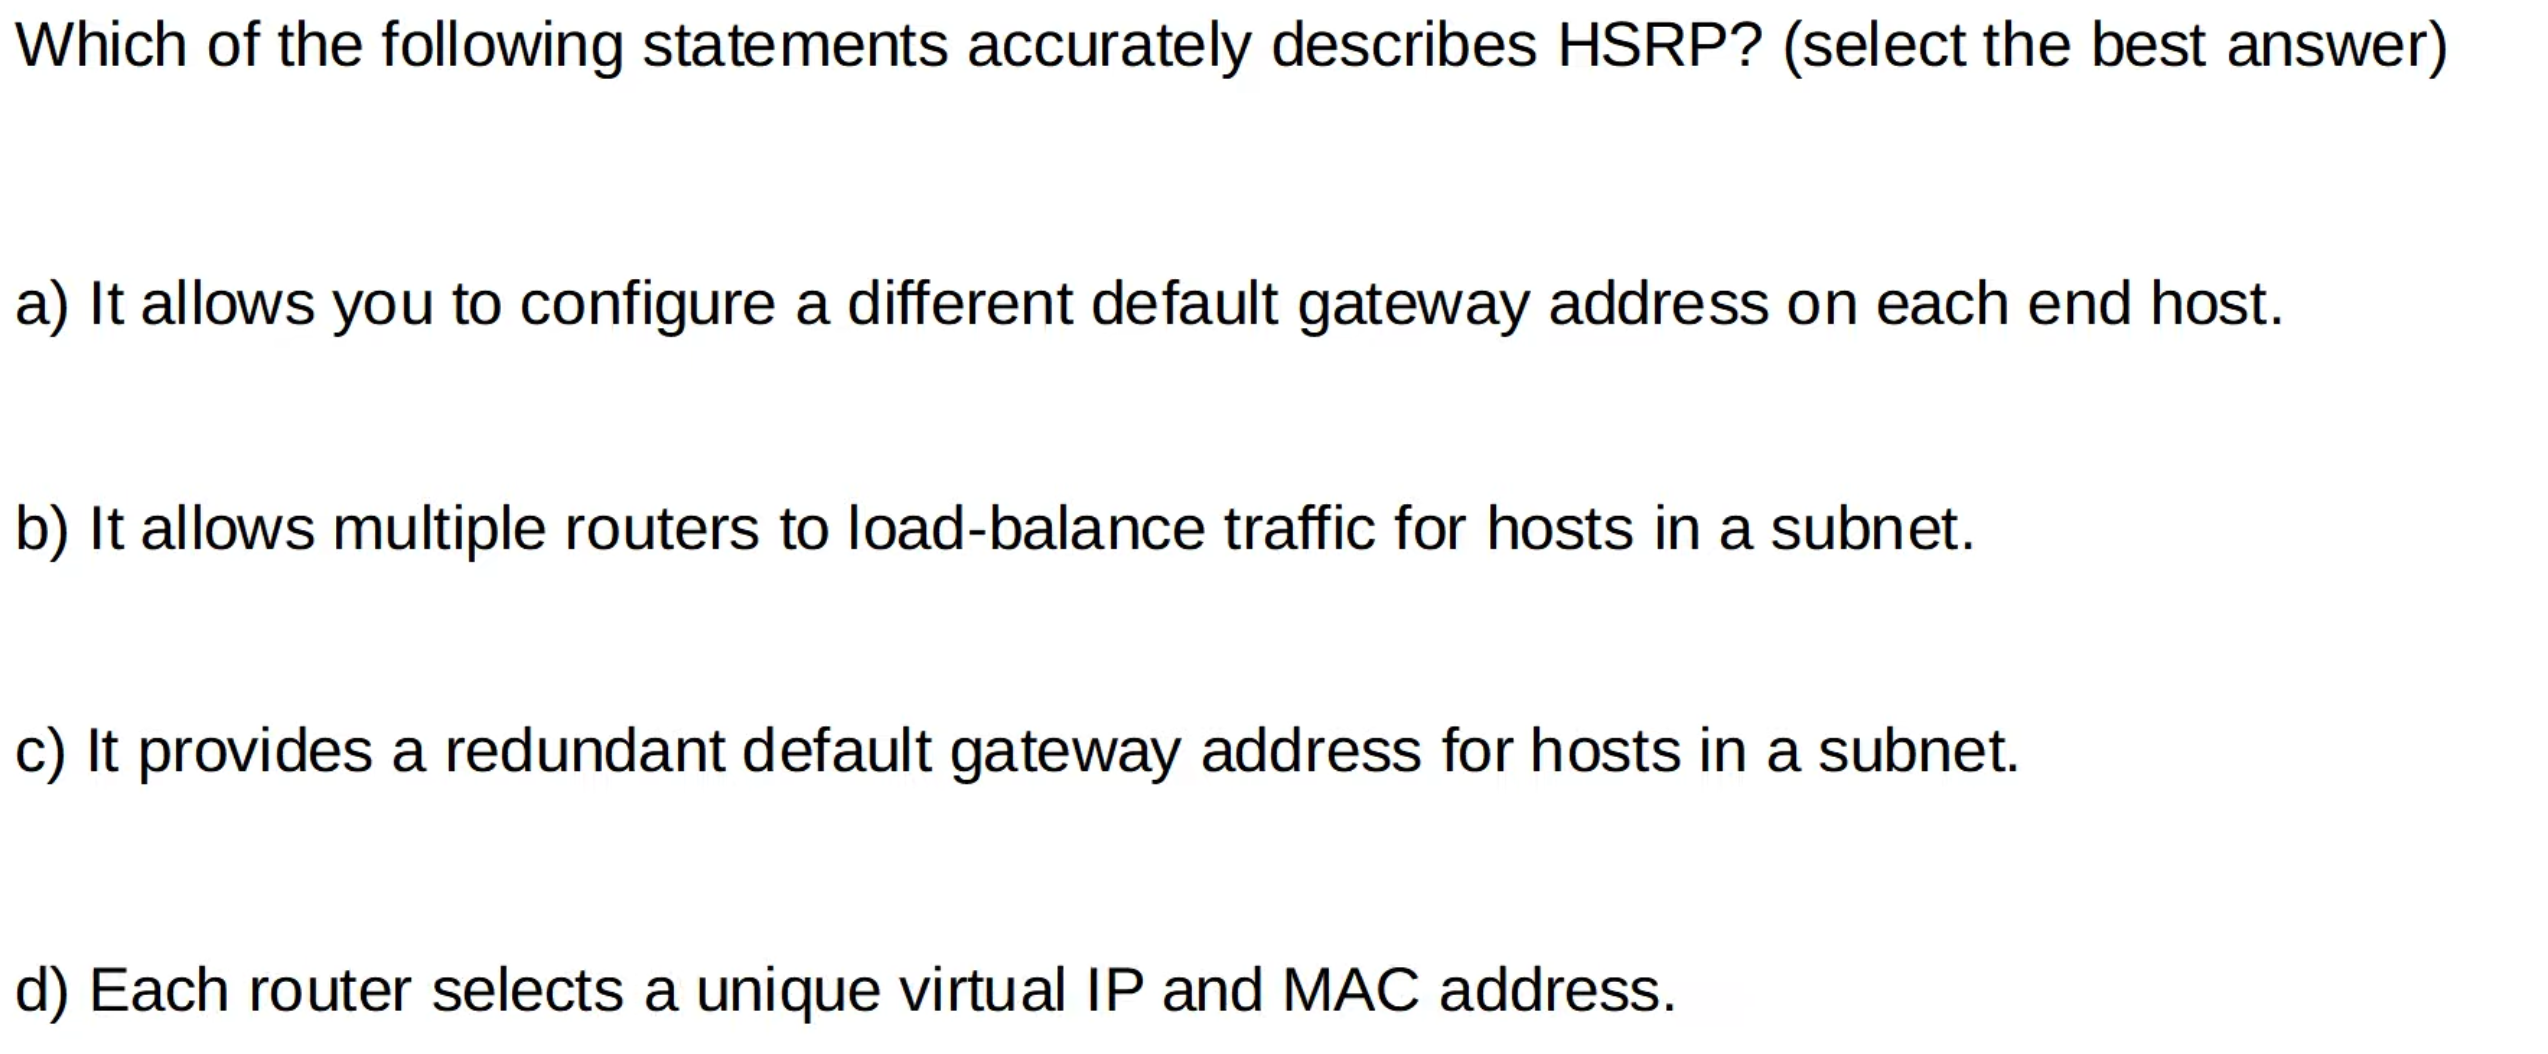 Which of the following statements accurately describes HSRP? (select the best answer)
a) It allows you to configure a different default gateway address on each end host.
b) It allows multiple routers to load-balance traffic for hosts in a subnet.
c) It provides a redundant default gateway address for hosts in a subnet.
d) Each router selects a unique virtual IP and MAC address.